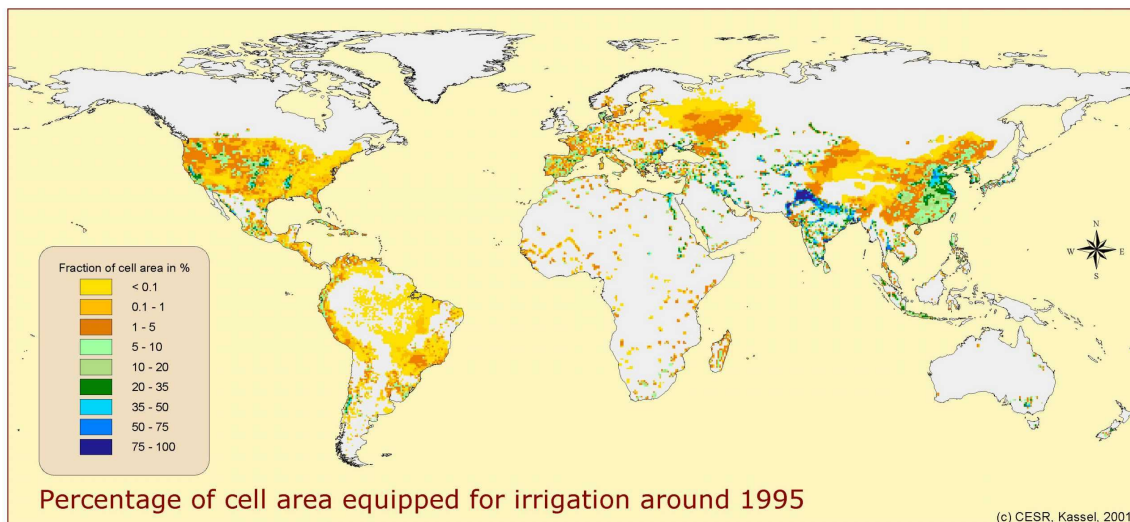 N
W E
S
Fraction of cell area in %
< 0.1
0.1 - 1
1 - 5
5 - 10
10 - 20
20 - 35
35 - 50
50 - 75
75 - 100
Percentage of cell area equipped for irrigation around 1995
(c) CESR, Kassel, 2001